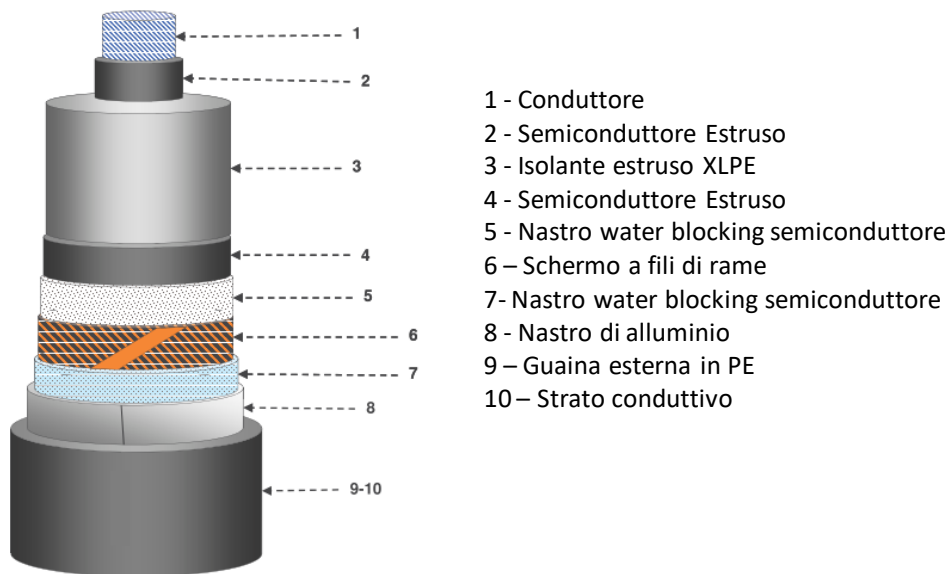 1
2
3
4
5
6
7
8
9-10
1 - Conduttore
2 - Semiconduttore Estruso
3 - Isolante estruso XLPE
4 - Semiconduttore Estruso
5 - Nastro water blocking semiconduttore
6 – Schermo a fili di rame
7- Nastro water blocking semiconduttore
8 - Nastro di alluminio
9 – Guaina esterna in PE
10 – Strato conduttivo